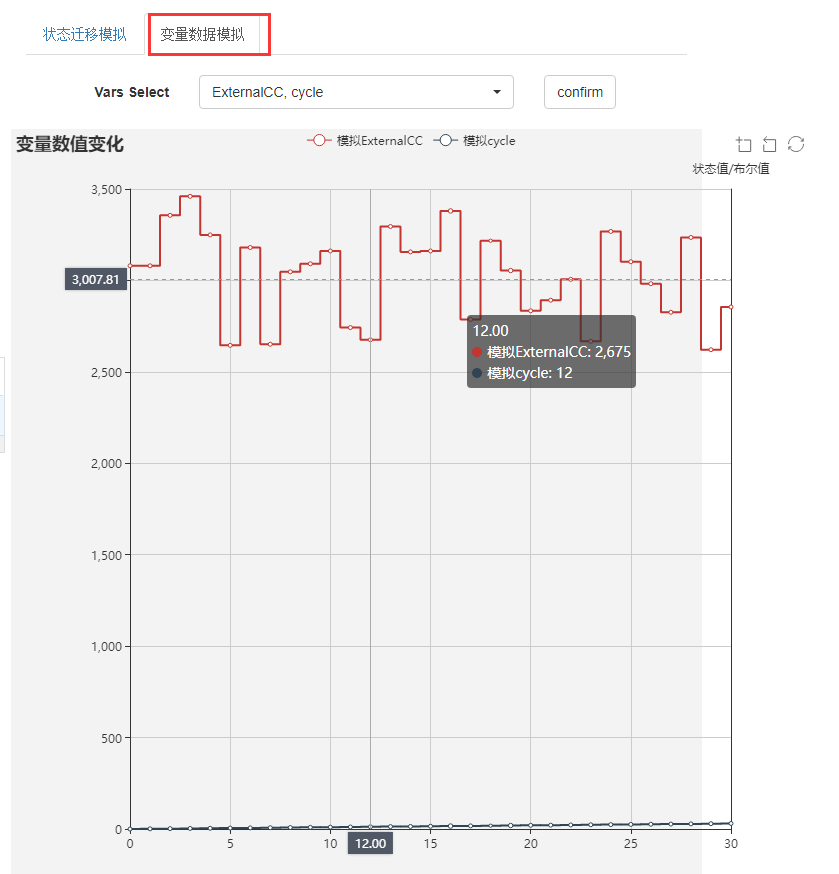 状态迁移模拟 变量数据模拟
Vars Select ExternalCC, cycle confirm
变量数值变化 模拟ExternalCC 模拟cycle
状态值/布尔值
3,500
3,007.81
12.00
模拟ExternalCC: 2,675
模拟cycle: 12
2,500
2,000
1,500
1,000
500
0
0 5 10 12.00 15 20 25 30